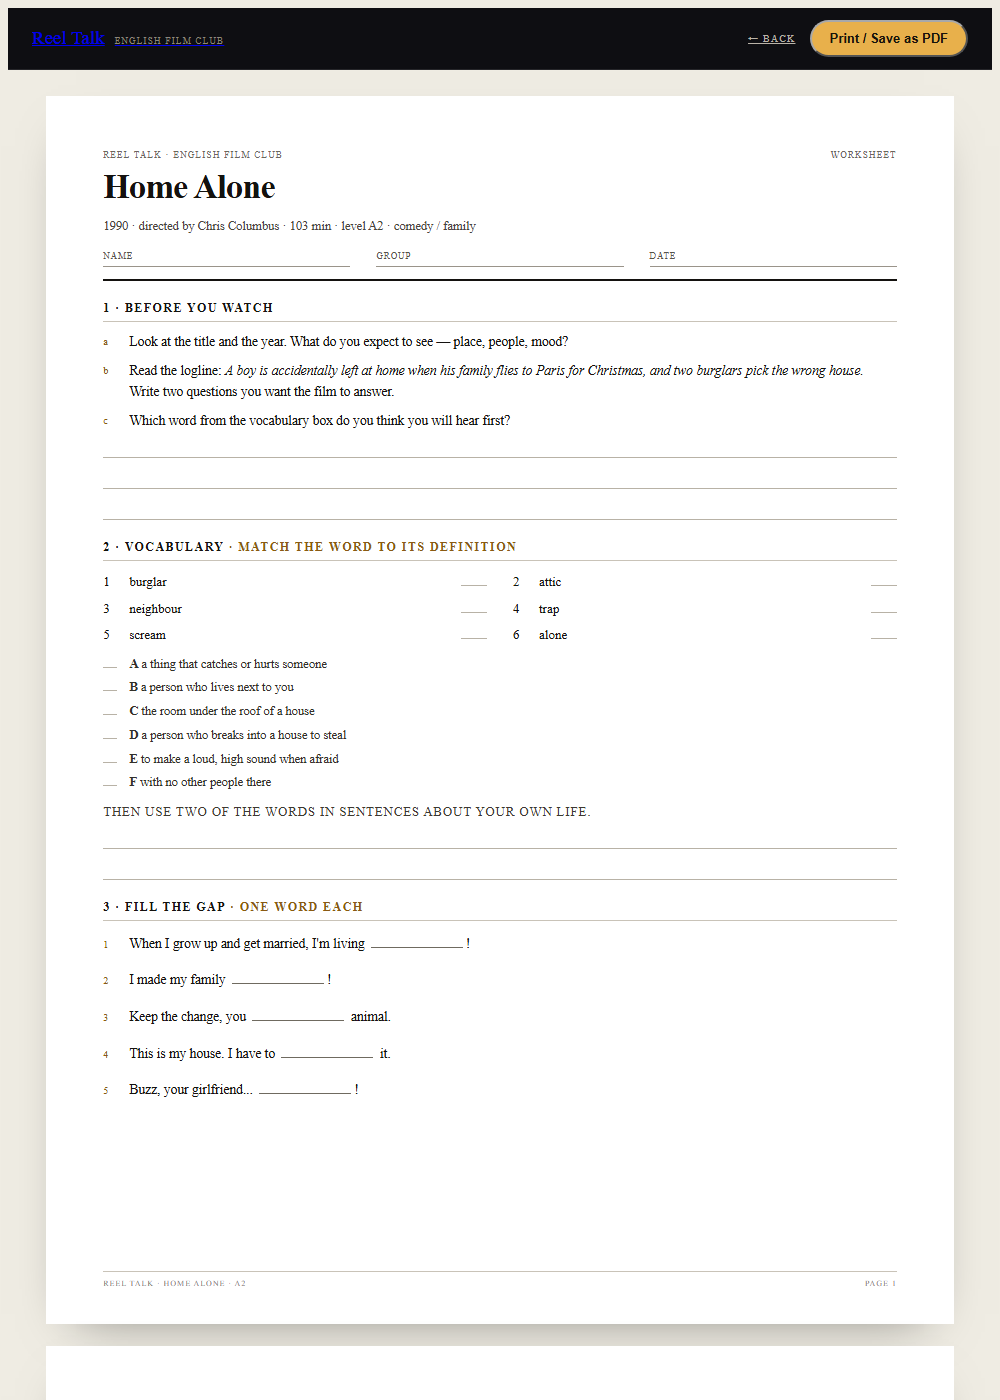 Reel Talk ENGLISH FILM CLUB
← BACK
Print / Save as PDF
REEL TALK · ENGLISH FILM CLUB
WORKSHEET
Home Alone
1990 · directed by Chris Columbus · 103 min · level A2 · comedy / family
NAME
GROUP
DATE
1 · BEFORE YOU WATCH
a Look at the title and the year. What do you expect to see — place, people, mood?
b Read the logline: A boy is accidentally left at home when his family flies to Paris for Christmas, and two burglars pick the wrong house.
Write two questions you want the film to answer.
c Which word from the vocabulary box do you think you will hear first?
2 · VOCABULARY · MATCH THE WORD TO ITS DEFINITION
1 burglar
2 attic
3 neighbour
4 trap
5 scream
6 alone
A a thing that catches or hurts someone
B a person who lives next to you
C the room under the roof of a house
D a person who breaks into a house to steal
E to make a loud, high sound when afraid
F with no other people there
THEN USE TWO OF THE WORDS IN SENTENCES ABOUT YOUR OWN LIFE.
3 · FILL THE GAP · ONE WORD EACH
1 When I grow up and get married, I'm living ______ !
2 I made my family ______ !
3 Keep the change, you ______ animal.
4 This is my house. I have to ______ it.
5 Buzz, your girlfriend... ______ !
REEL TALK · HOME ALONE · A2
PAGE 1